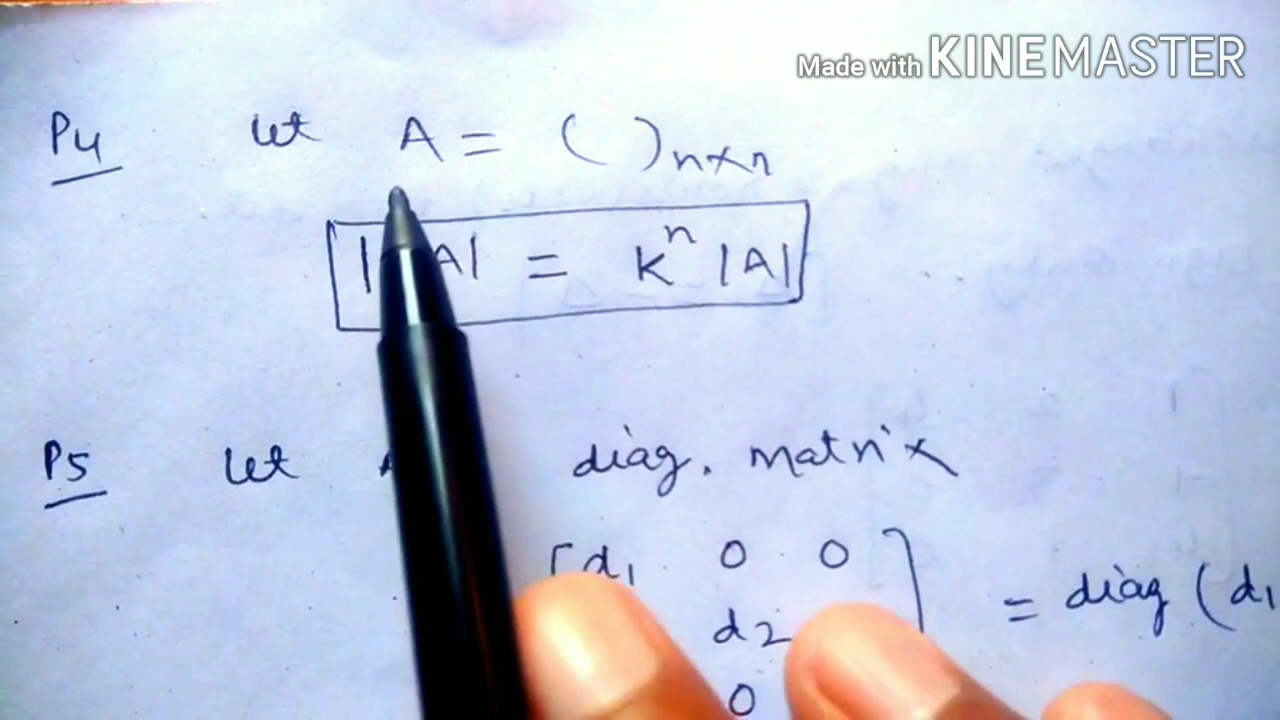 Made with KINEMASTER
P4 let A = ( )n×n
| A| = K^n |A|
P5 let diag. matrix
[d1 0 0]
d2 = diag (d1
0